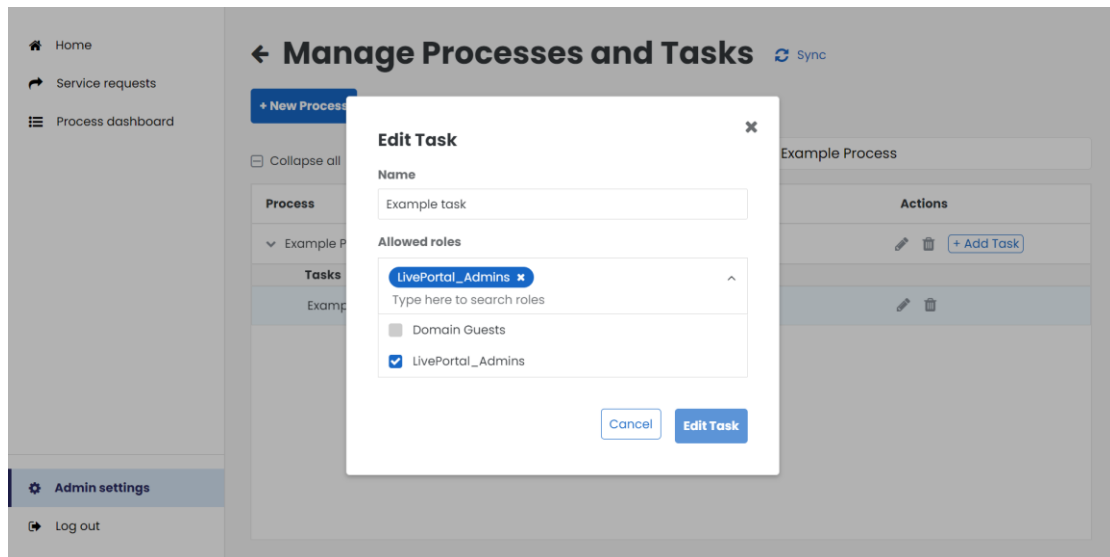 Home
Service requests
Process dashboard
Admin settings
Log out
Manage Processes and Tasks
Sync
+ New Process
Collapse all
Example Process
Process
Actions
Example P
+ Add Task
Tasks
Examp
Edit Task
Name
Example task
Allowed roles
LivePortal_Admins
Type here to search roles
Domain Guests
LivePortal_Admins
Cancel
Edit Task